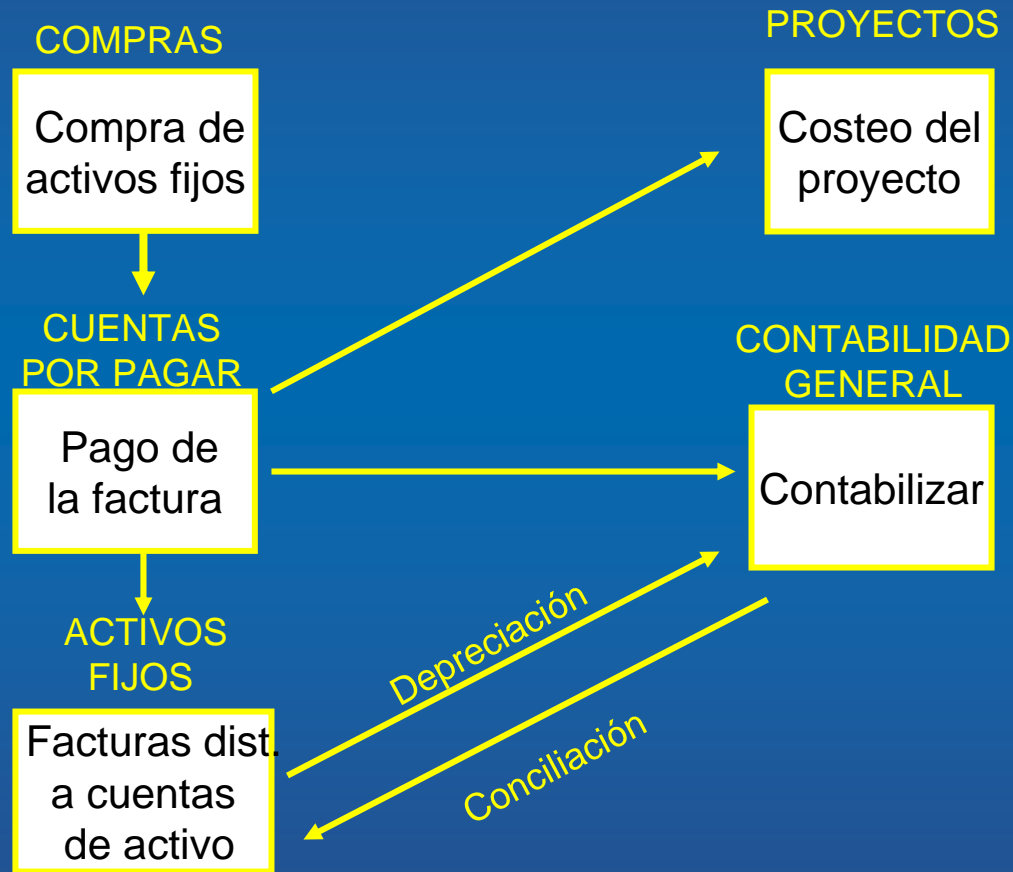 COMPRAS
Compra de
activos fijos
CUENTAS
POR PAGAR
Pago de
la factura
ACTIVOS
FIJOS
Facturas dist.
a cuentas
de activo
PROYECTOS
Costeo del
proyecto
CONTABILIDAD
GENERAL
Contabilizar
Depreciación
Conciliación